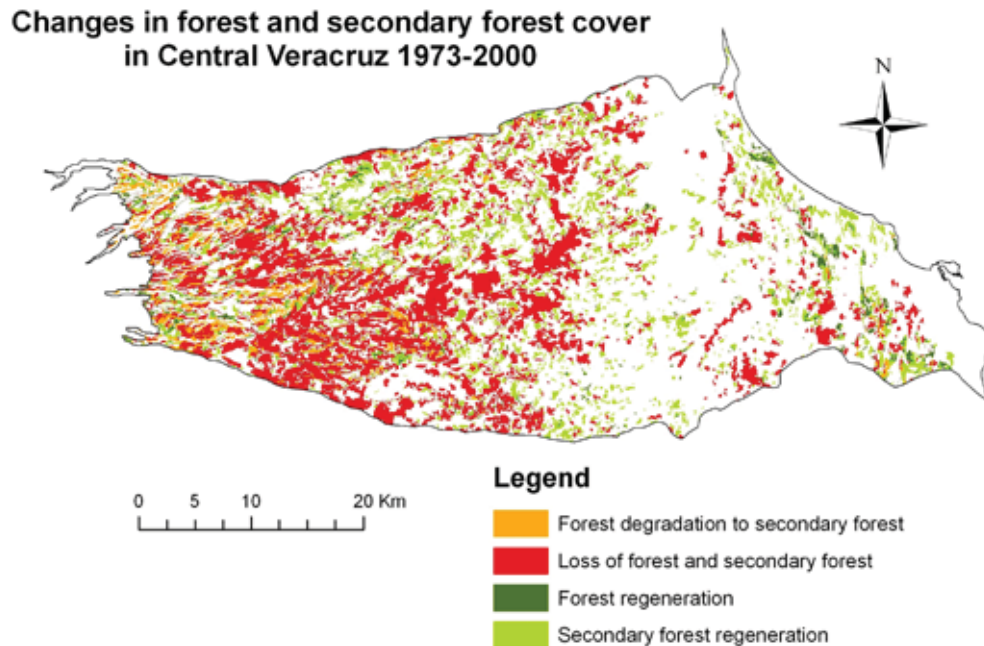 Changes in forest and secondary forest cover
in Central Veracruz 1973-2000
N
0 5 10 20 Km
Legend
Forest degradation to secondary forest
Loss of forest and secondary forest
Forest regeneration
Secondary forest regeneration